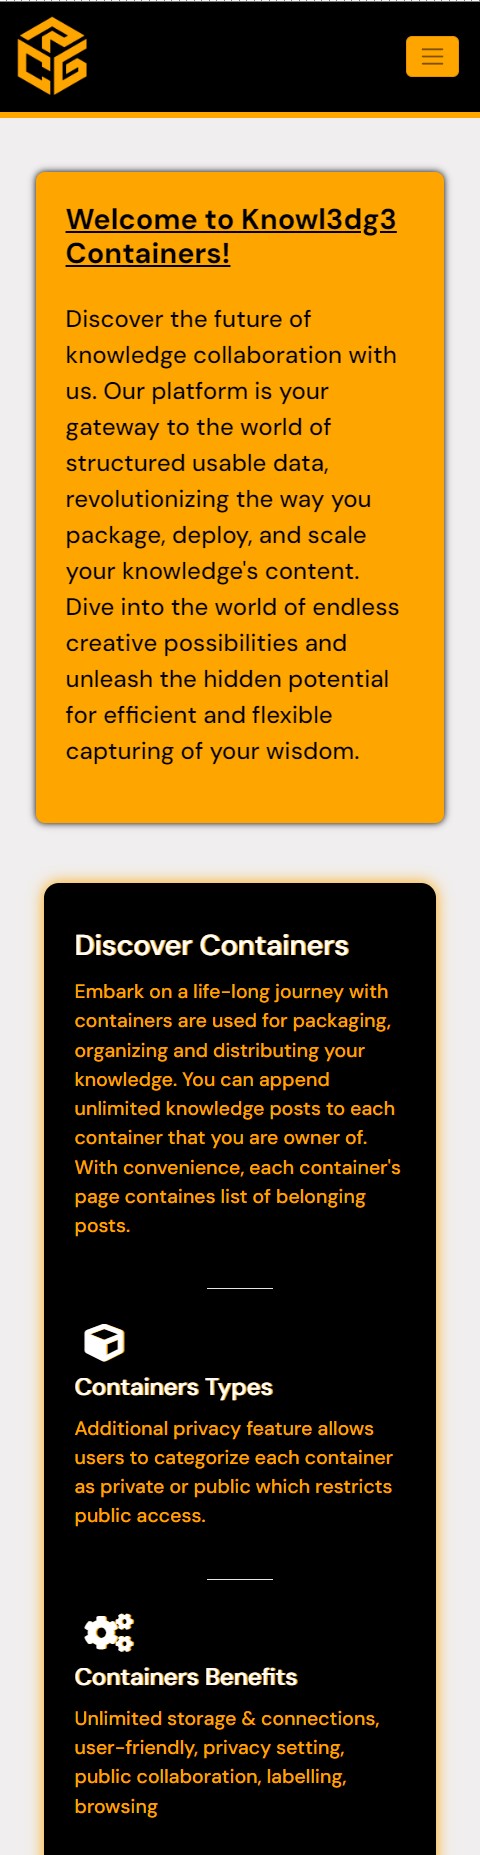 Welcome to Knowl3dg3
Containers!
Discover the future of
knowledge collaboration with
us. Our platform is your
gateway to the world of
structured usable data,
revolutionizing the way you
package, deploy, and scale
your knowledge's content.
Dive into the world of endless
creative possibilities and
unleash the hidden potential
for efficient and flexible
capturing of your wisdom.
Discover Containers
Embark on a life-long journey with
containers are used for packaging,
organizing and distributing your
knowledge. You can append
unlimited knowledge posts to each
container that you are owner of.
With convenience, each container's
page containes list of belonging
posts.
Containers Types
Additional privacy feature allows
users to categorize each container
as private or public which restricts
public access.
Containers Benefits
Unlimited storage & connections,
user-friendly, privacy setting,
public collaboration, labelling,
browsing